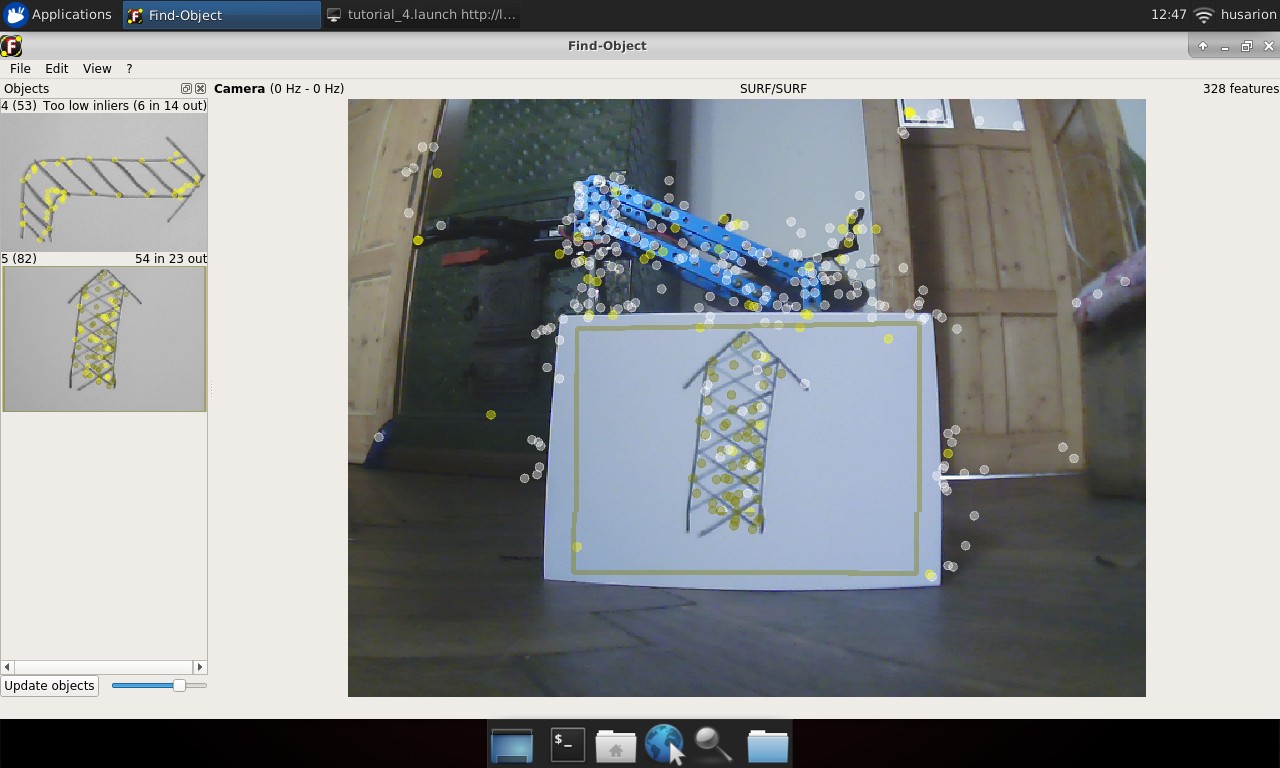 Applications
Find-Object
tutorial_4.launch http://l...
12:47
husarion
Find-Object
File
Edit
View
?
Objects
Camera (0 Hz - 0 Hz)
SURF/SURF
328 features
4 (53)
Too low inliers (6 in 14 out)
5 (82)
54 in 23 out
Update objects
$_